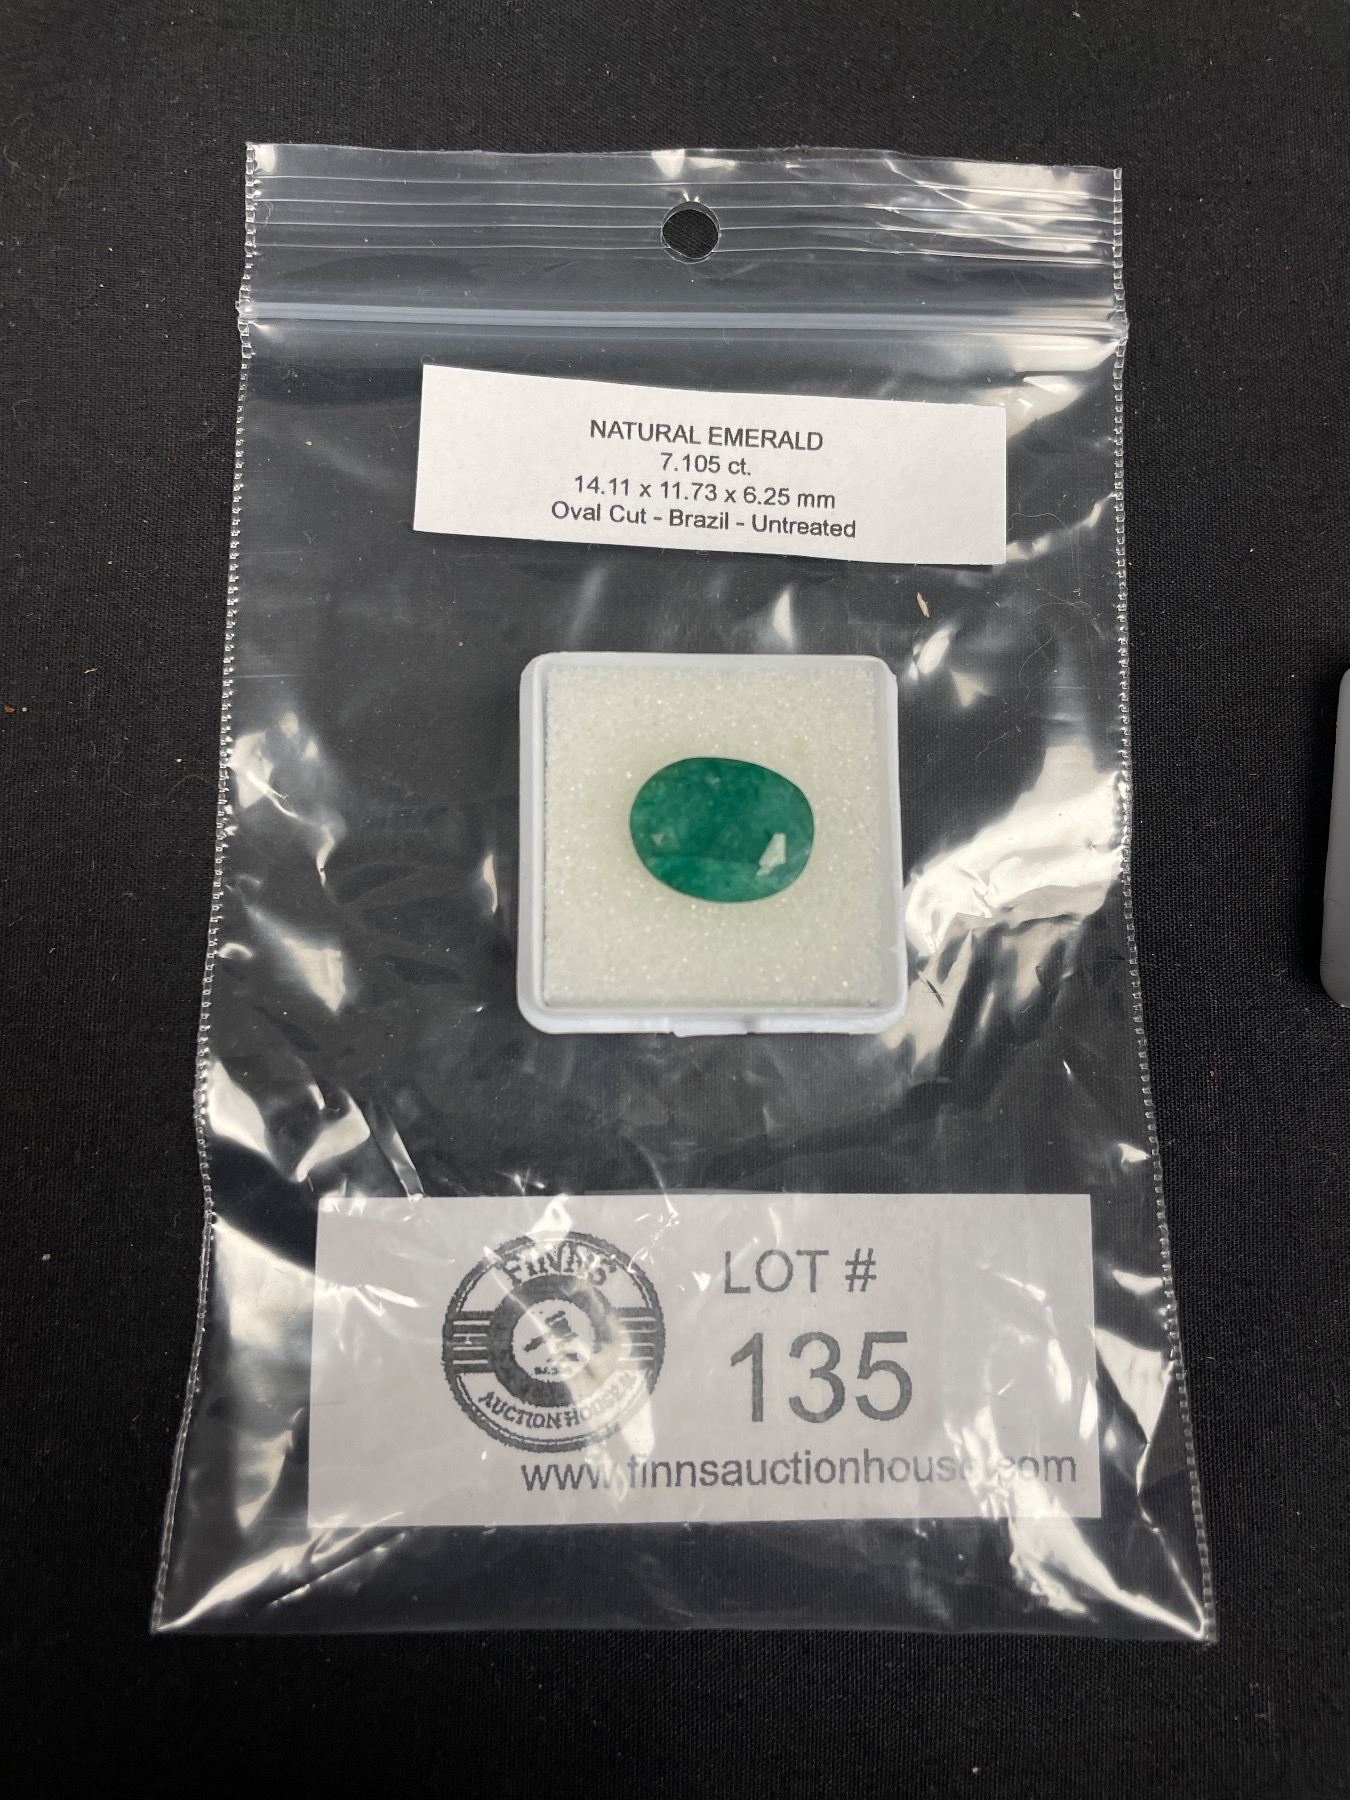 NATURAL EMERALD
7.105 ct.
14.11 x 11.73 x 6.25 mm
Oval Cut - Brazil - Untreated
FINNS
AUCTION HOUSE
LOT #
135
www.finnsauctionhouse.com